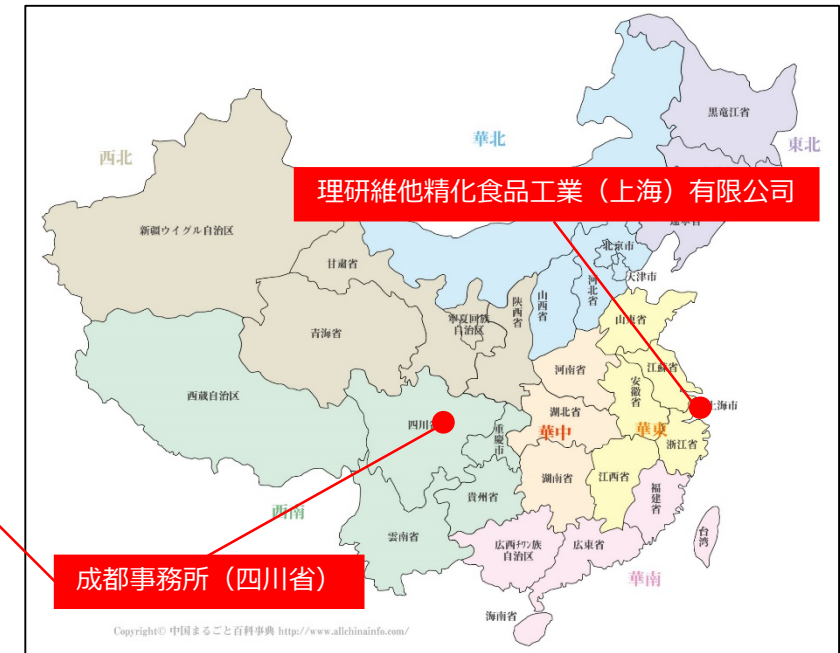 黒竜江省
東北
華北
西北
理研維他精化食品工業（上海）有限公司
新疆ウイグル自治区
北京市
天津市
甘粛省
河北省
山西省
陝西省
寧夏回族
自治区
山東省
青海省
河南省
江蘇省
安徽省
西蔵自治区
上海市
湖北省
四川省
重慶市
華中
華東
浙江省
湖南省
江西省
福建省
貴州省
西南
雲南省
台湾
広西チワン族
自治区
広東省
成都事務所（四川省）
華南
海南省
Copyright© 中国まるごと百科事典 http://www.allchinainfo.com/